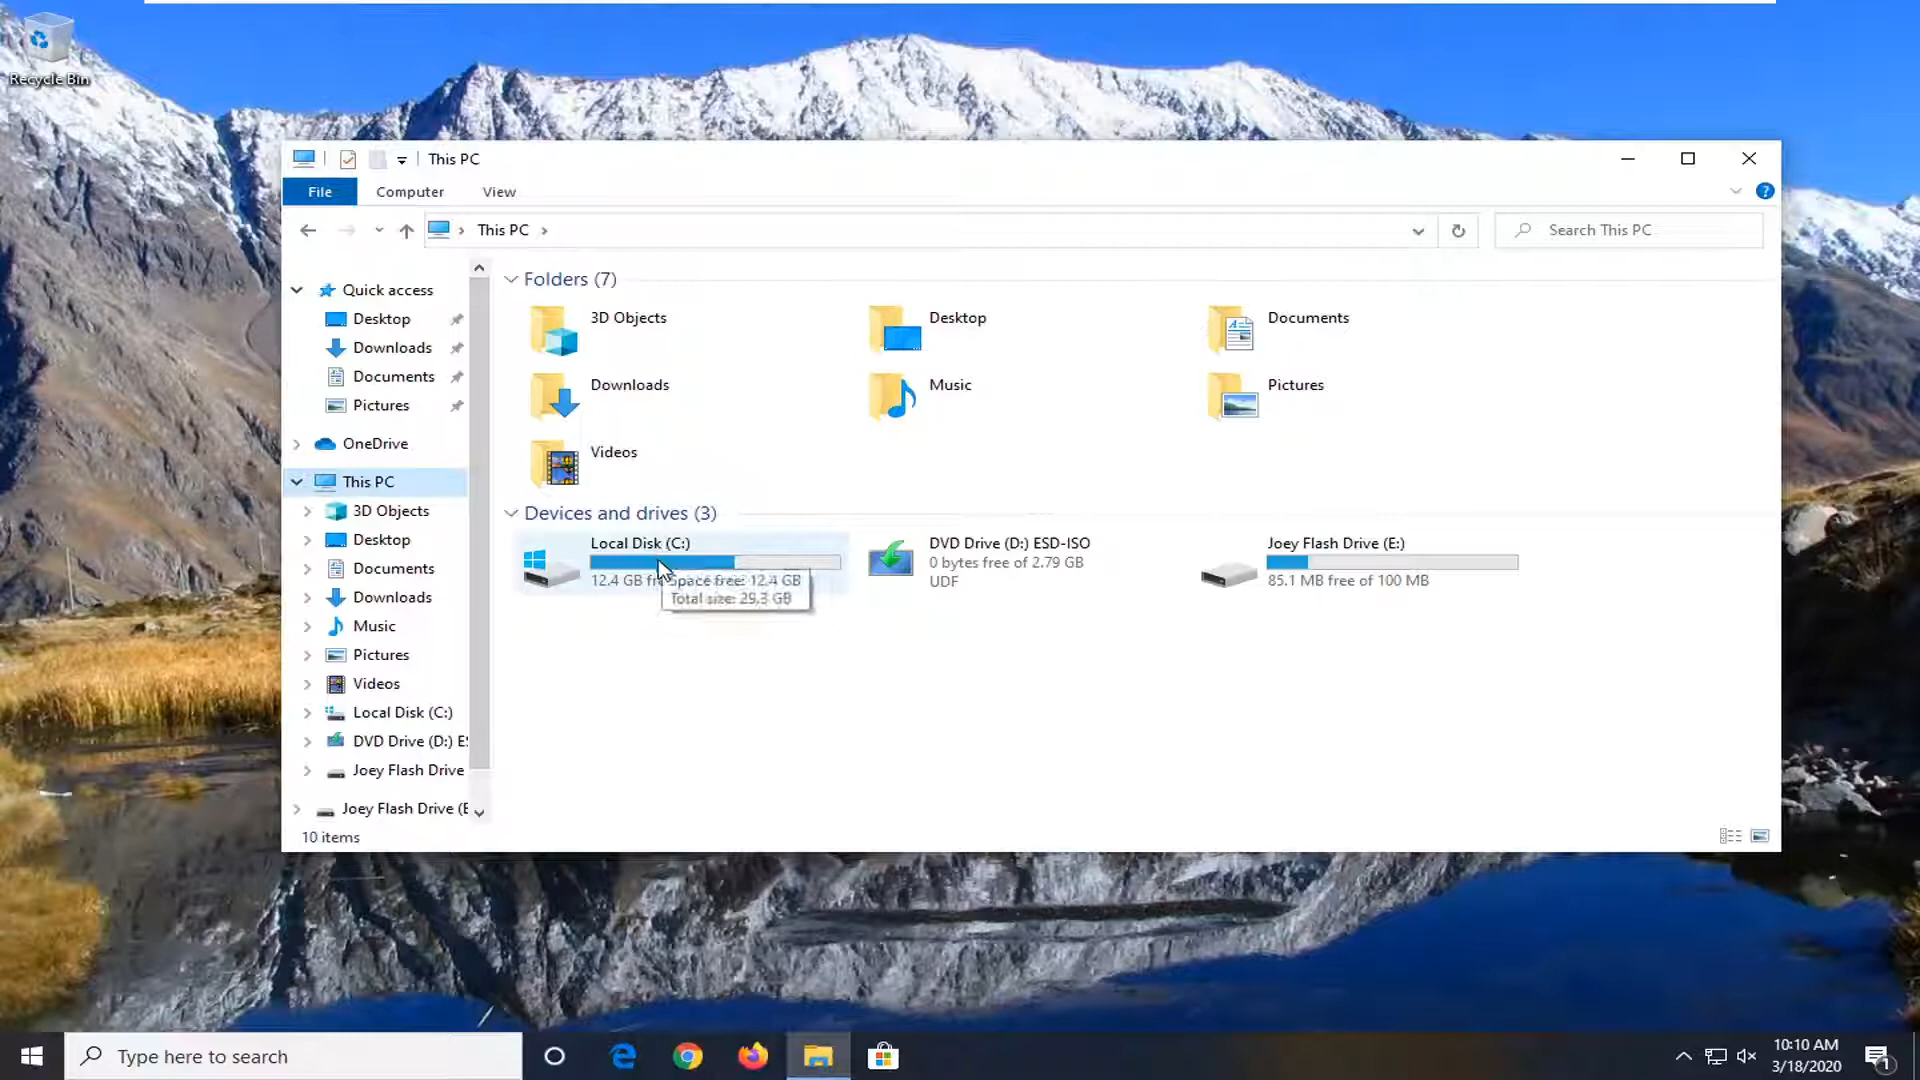 Recycle Bin
This PC
File Computer View
This PC
Search This PC
Quick access
Desktop
Downloads
Documents
Pictures
OneDrive
This PC
3D Objects
Desktop
Documents
Downloads
Music
Pictures
Videos
Local Disk (C:)
DVD Drive (D:) ES
Joey Flash Drive
Joey Flash Drive (E
10 items
Folders (7)
3D Objects
Desktop
Documents
Downloads
Music
Pictures
Videos
Devices and drives (3)
Local Disk (C:)
12.4 GB fre
Space free: 12.4 GB
Total size: 29.3 GB
DVD Drive (D:) ESD-ISO
0 bytes free of 2.79 GB
UDF
Joey Flash Drive (E:)
85.1 MB free of 100 MB
Type here to search
10:10 AM
3/18/2020
1